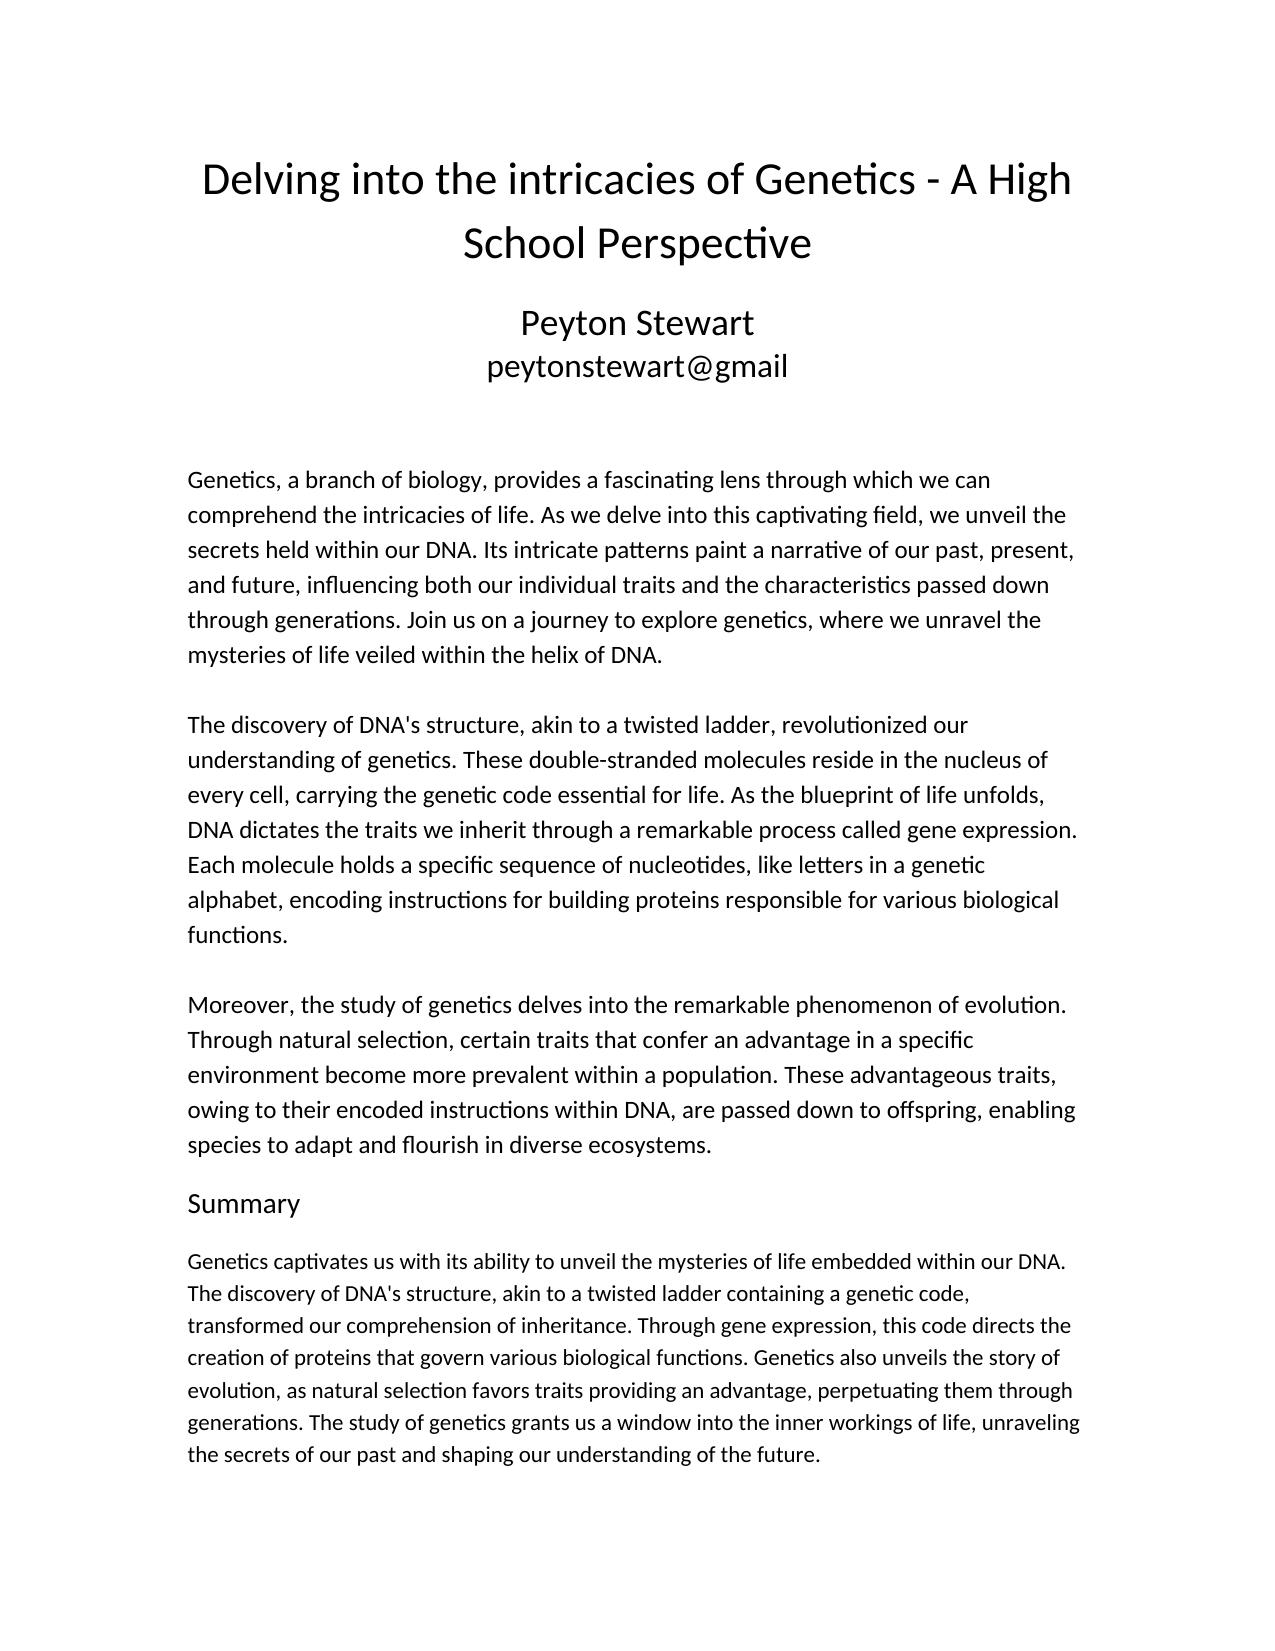 Delving into the intricacies of Genetics - A High
School Perspective
Peyton Stewart
peytonstewart@gmail
Genetics, a branch of biology, provides a fascinating lens through which we can
comprehend the intricacies of life. As we delve into this captivating field, we unveil the
secrets held within our DNA. Its intricate patterns paint a narrative of our past, present,
and future, influencing both our individual traits and the characteristics passed down
through generations. Join us on a journey to explore genetics, where we unravel the
mysteries of life veiled within the helix of DNA.
The discovery of DNA's structure, akin to a twisted ladder, revolutionized our
understanding of genetics. These double-stranded molecules reside in the nucleus of
every cell, carrying the genetic code essential for life. As the blueprint of life unfolds,
DNA dictates the traits we inherit through a remarkable process called gene expression.
Each molecule holds a specific sequence of nucleotides, like letters in a genetic
alphabet, encoding instructions for building proteins responsible for various biological
functions.
Moreover, the study of genetics delves into the remarkable phenomenon of evolution.
Through natural selection, certain traits that confer an advantage in a specific
environment become more prevalent within a population. These advantageous traits,
owing to their encoded instructions within DNA, are passed down to offspring, enabling
species to adapt and flourish in diverse ecosystems.
Summary
Genetics captivates us with its ability to unveil the mysteries of life embedded within our DNA.
The discovery of DNA's structure, akin to a twisted ladder containing a genetic code,
transformed our comprehension of inheritance. Through gene expression, this code directs the
creation of proteins that govern various biological functions. Genetics also unveils the story of
evolution, as natural selection favors traits providing an advantage, perpetuating them through
generations. The study of genetics grants us a window into the inner workings of life, unraveling
the secrets of our past and shaping our understanding of the future.